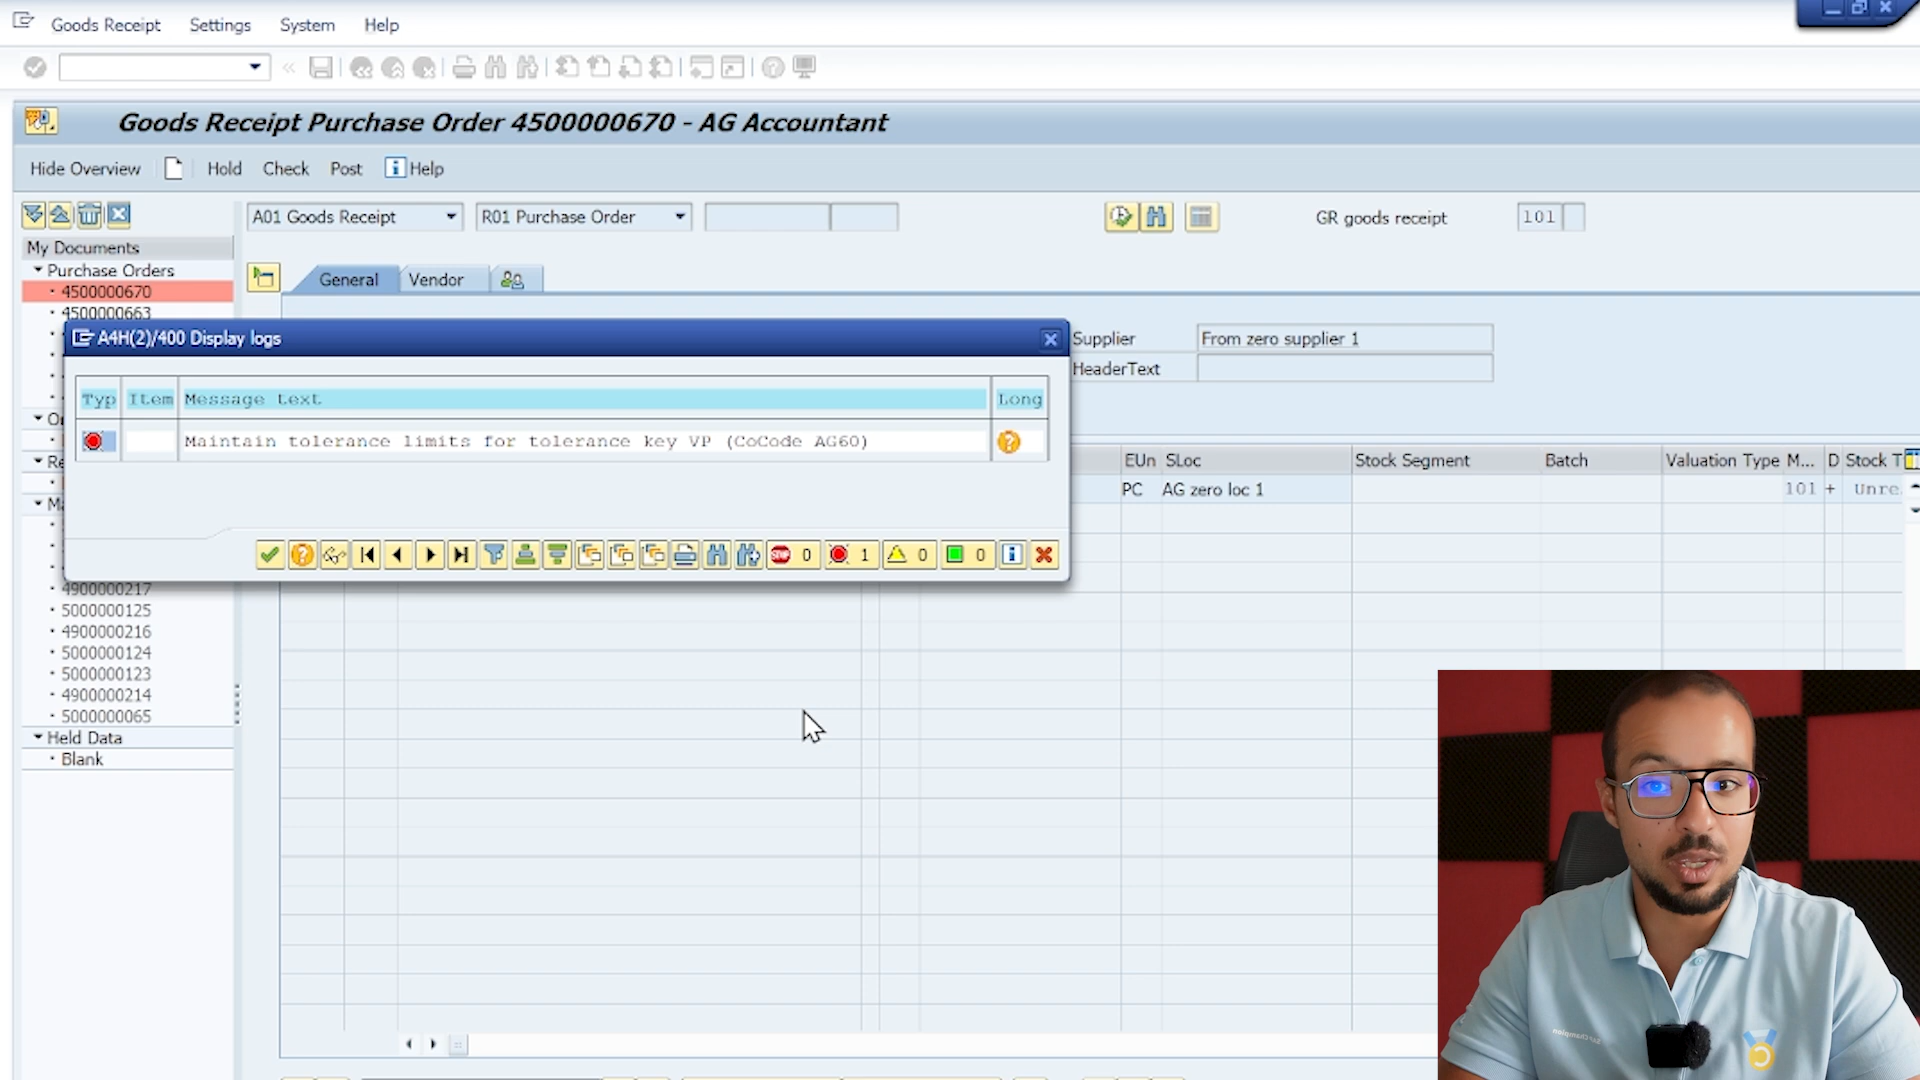 Goods Receipt Settings System Help
Goods Receipt Purchase Order 4500000670 - AG Accountant
Hide Overview Hold Check Post Help
A01 Goods Receipt R01 Purchase Order GR goods receipt 101
My Documents
Purchase Orders
4500000670
4500000663
General Vendor
A4H(2)/400 Display logs
Typ Item Message text Long
Maintain tolerance limits for tolerance key VP (CoCode AG60)
0 1 0 0
Supplier From zero supplier 1
HeaderText
EUn SLoc Stock Segment Batch Valuation Type M... D Stock T
PC AG zero loc 1 101 + Unre
4900000217
5000000125
4900000216
5000000124
5000000123
4900000214
5000000065
Held Data
Blank